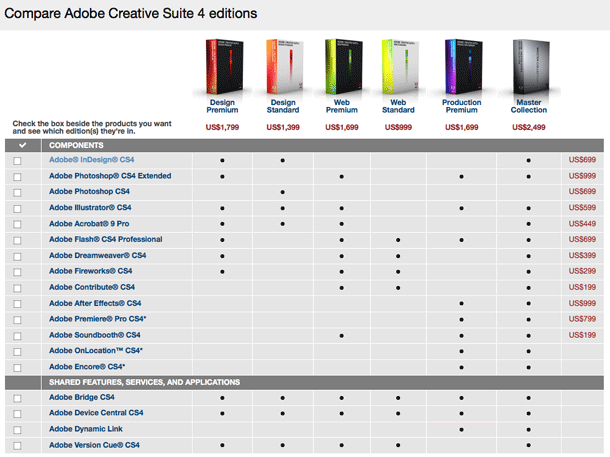 Compare Adobe Creative Suite 4 editions
Design Premium
Design Standard
Web Premium
Web Standard
Production Premium
Master Collection
Check the box beside the products you want and see which edition(s) they're in.
US$1,799 US$1,399 US$1,699 US$999 US$1,699 US$2,499
COMPONENTS
Adobe® InDesign® CS4 US$699
Adobe Photoshop® CS4 Extended US$999
Adobe Photoshop CS4 US$699
Adobe Illustrator® CS4 US$599
Adobe Acrobat® 9 Pro US$449
Adobe Flash® CS4 Professional US$699
Adobe Dreamweaver® CS4 US$399
Adobe Fireworks® CS4 US$299
Adobe Contribute® CS4 US$199
Adobe After Effects® CS4 US$999
Adobe Premiere® Pro CS4* US$799
Adobe Soundbooth® CS4 US$199
Adobe OnLocation™ CS4*
Adobe Encore® CS4*
SHARED FEATURES, SERVICES, AND APPLICATIONS
Adobe Bridge CS4
Adobe Device Central CS4
Adobe Dynamic Link
Adobe Version Cue® CS4